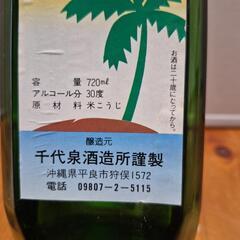 お酒は二十歳になってから。
容量 720ml
アルコール分 30度
原材料 米こうじ
醸造元
千代泉酒造所謹製
沖縄県平良市狩俣1572
電話 09807-2-5115